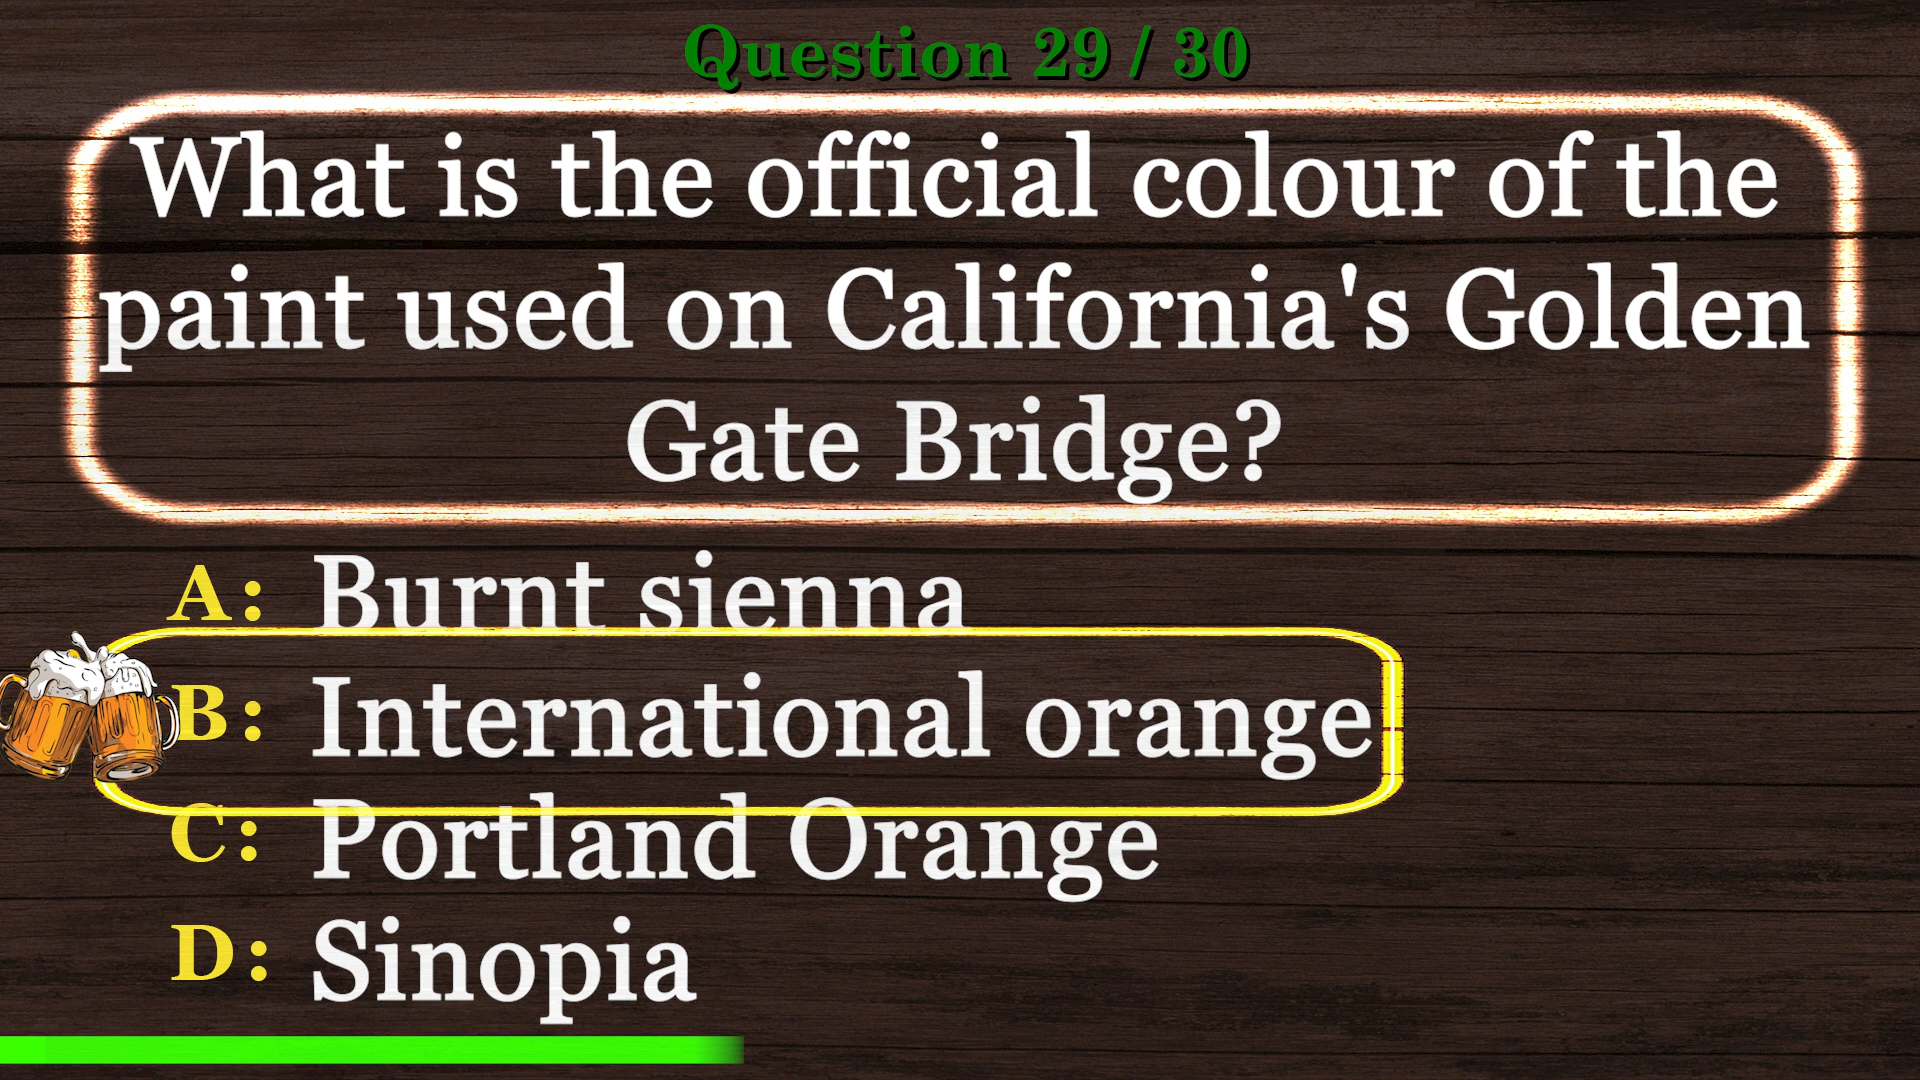 Question 29 / 30
What is the official colour of the
paint used on California's Golden
Gate Bridge?
A: Burnt sienna
B: International orange
C: Portland Orange
D: Sinopia